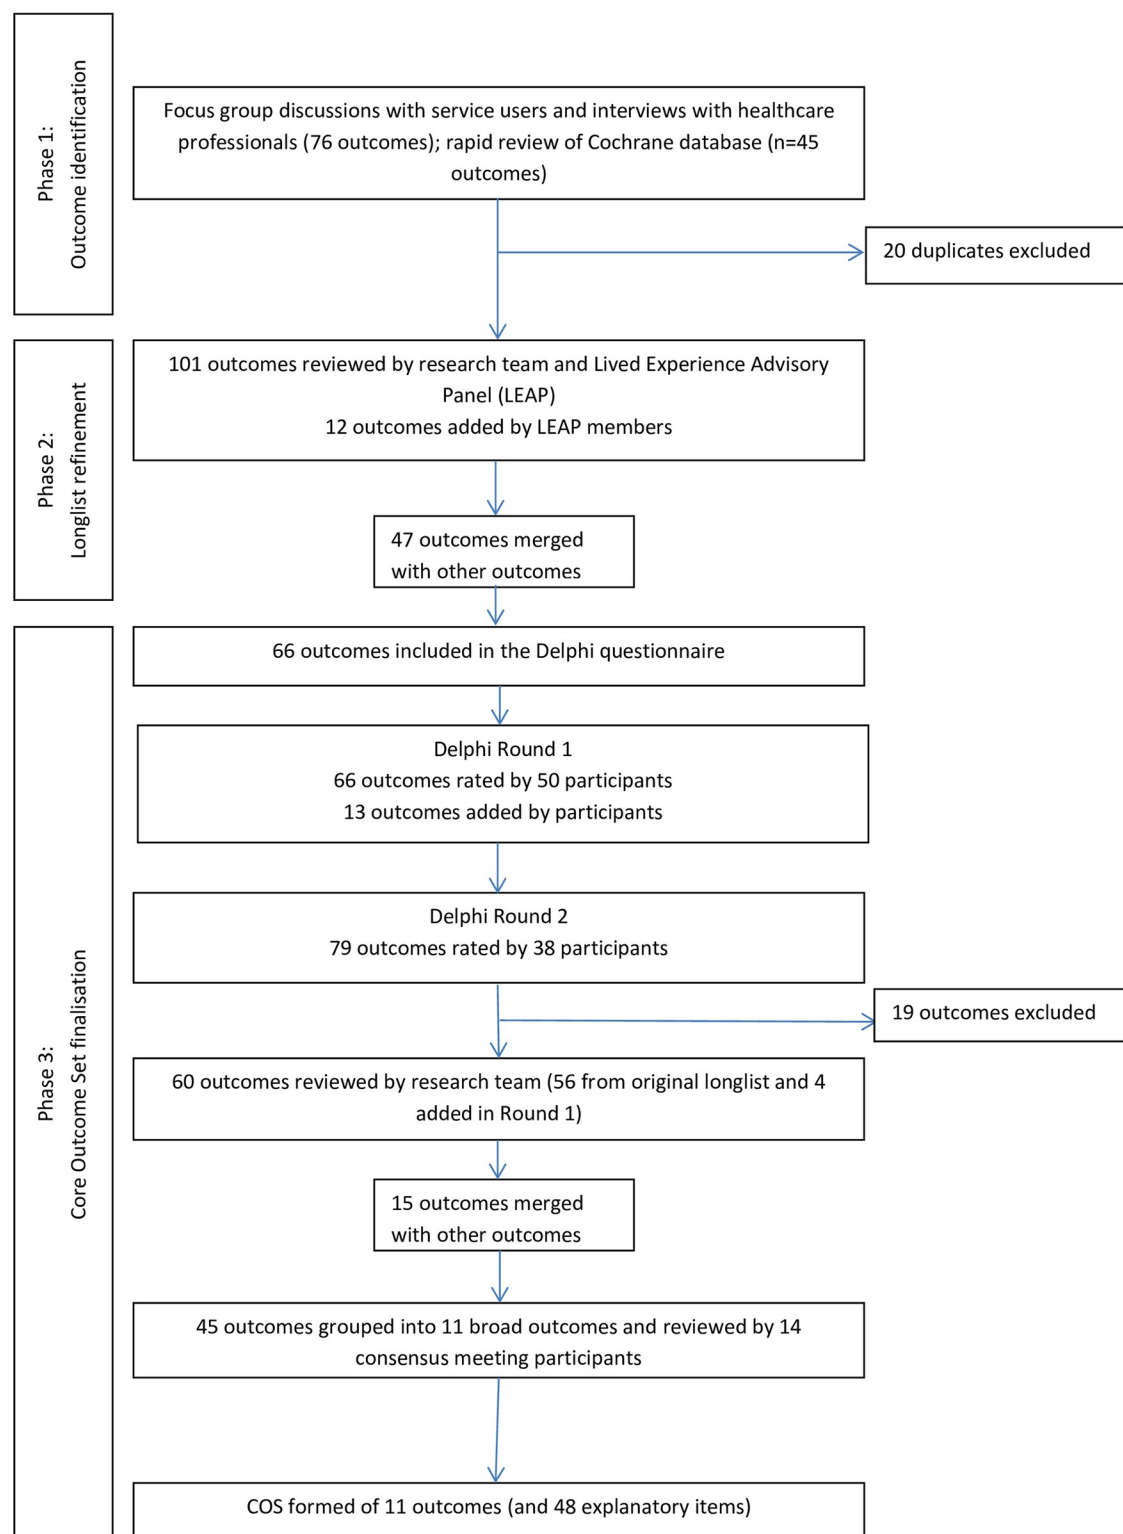 Phase 1:
Outcome identification
Focus group discussions with service users and interviews with healthcare
professionals (76 outcomes); rapid review of Cochrane database (n=45
outcomes)
20 duplicates excluded
Phase 2:
Longlist refinement
101 outcomes reviewed by research team and Lived Experience Advisory
Panel (LEAP)
12 outcomes added by LEAP members
47 outcomes merged
with other outcomes
Phase 3:
Core Outcome Set finalisation
66 outcomes included in the Delphi questionnaire
Delphi Round 1
66 outcomes rated by 50 participants
13 outcomes added by participants
Delphi Round 2
79 outcomes rated by 38 participants
19 outcomes excluded
60 outcomes reviewed by research team (56 from original longlist and 4
added in Round 1)
15 outcomes merged
with other outcomes
45 outcomes grouped into 11 broad outcomes and reviewed by 14
consensus meeting participants
COS formed of 11 outcomes (and 48 explanatory items)